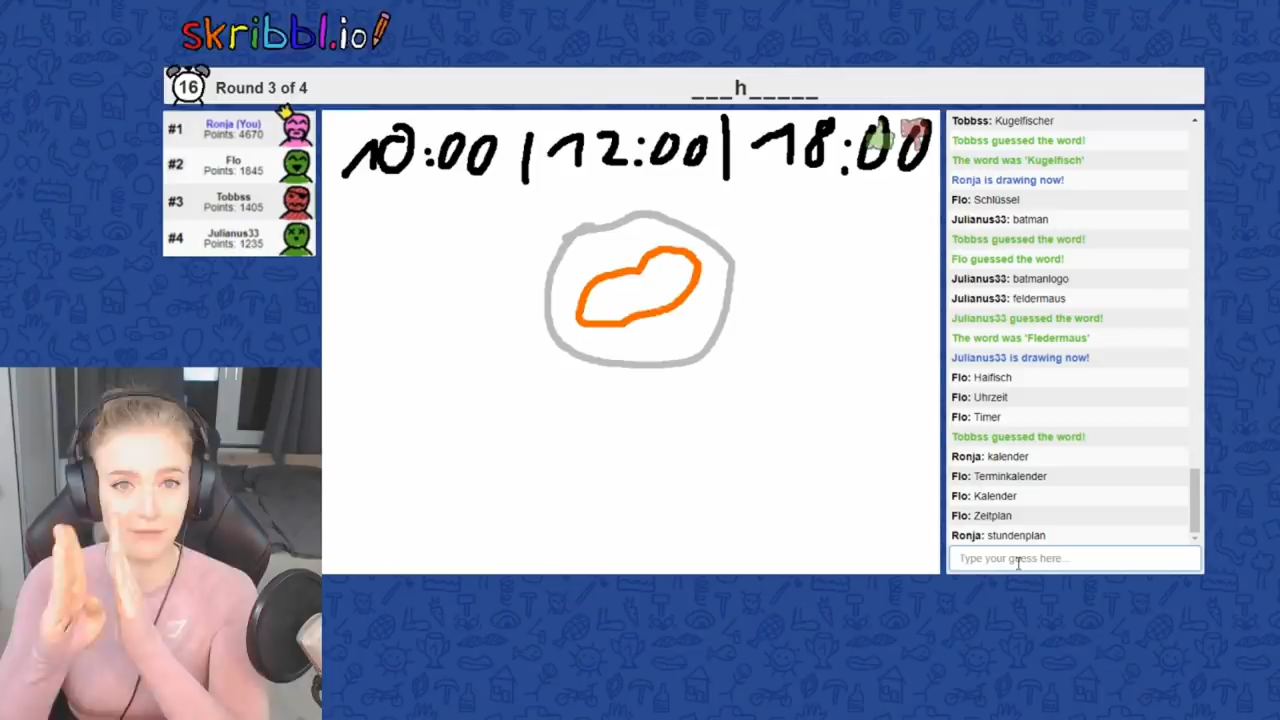 skribbl.io
16 Round 3 of 4 ___h_____
#1 Ronja (You) Points: 4670
#2 Flo Points: 1845
#3 Tobbss Points: 1405
#4 Julianus33 Points: 1235
10:00 | 12:00 | 18:00
Tobbss: Kugelfischer
Tobbss guessed the word!
The word was 'Kugelfisch'
Ronja is drawing now!
Flo: Schlüssel
Julianus33: batman
Tobbss guessed the word!
Flo guessed the word!
Julianus33: batmanlogo
Julianus33: feldermaus
Julianus33 guessed the word!
The word was 'Fledermaus'
Julianus33 is drawing now!
Flo: Haifisch
Flo: Uhrzeit
Flo: Timer
Tobbss guessed the word!
Ronja: kalender
Flo: Terminkalender
Flo: Kalender
Flo: Zeitplan
Ronja: stundenplan
Type your guess here...